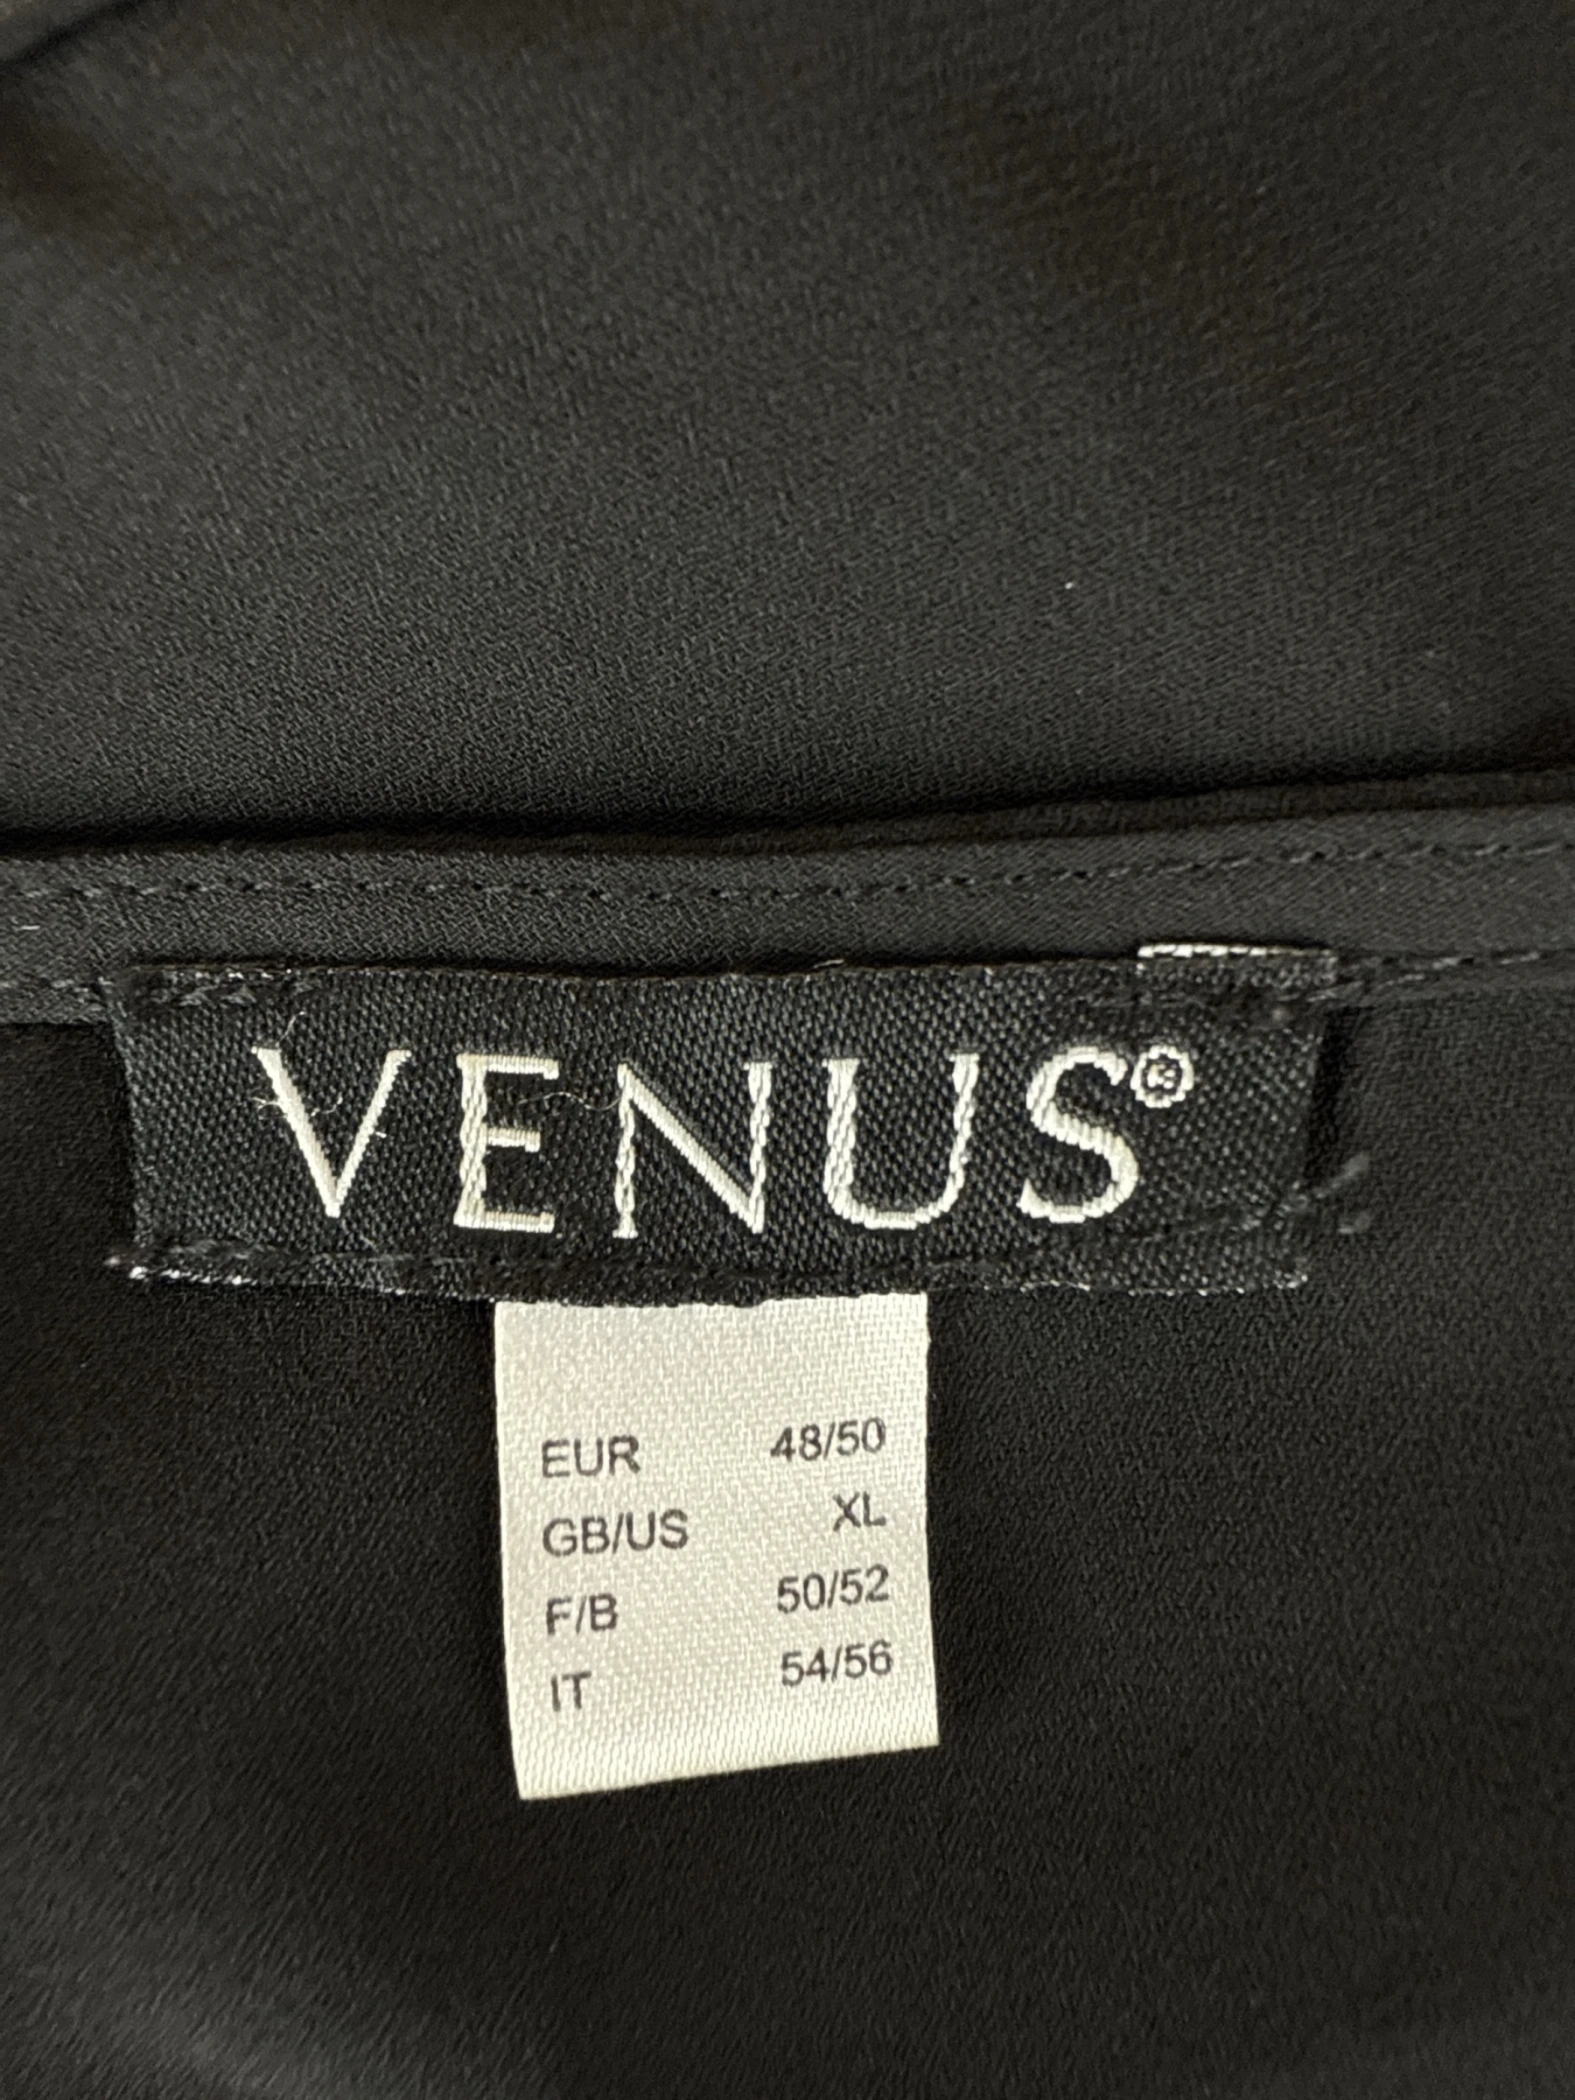 VENUS®
EUR 48/50
GB/US XL
F/B 50/52
IT 54/56